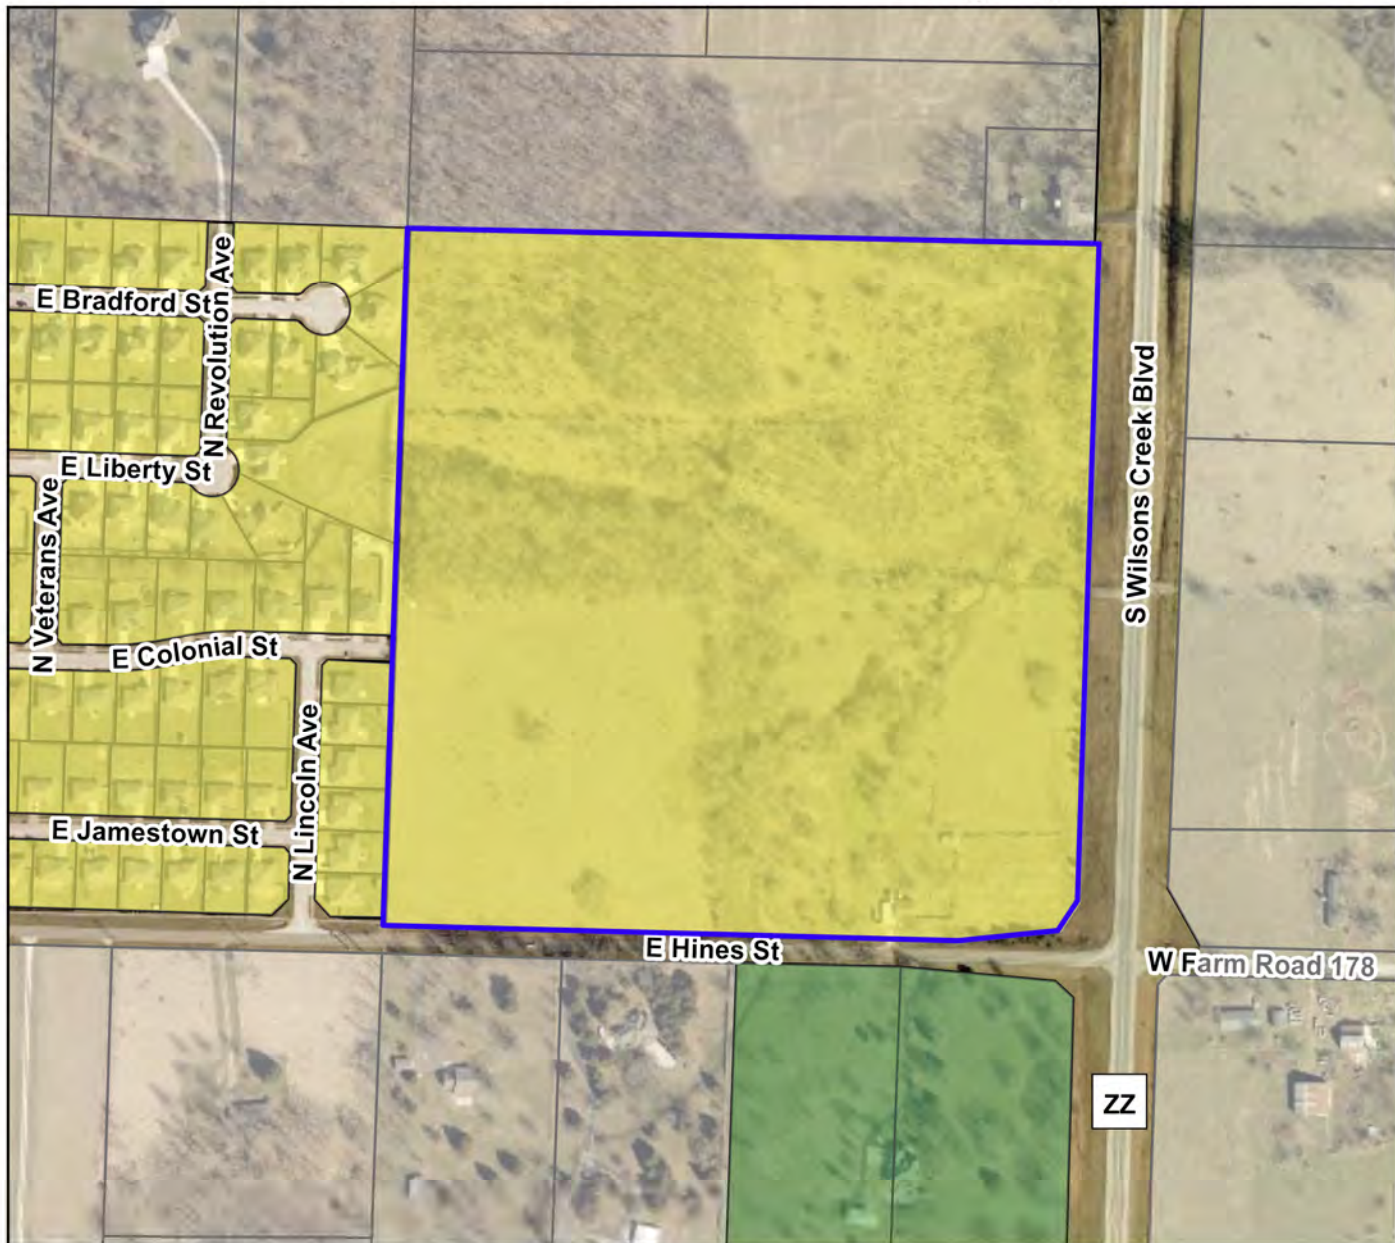 E Bradford St
N Revolution Ave
E Liberty St
N Veterans Ave
E Colonial St
N Lincoln Ave
E Jamestown St
S Wilsons Creek Blvd
E Hines St
W Farm Road 178
ZZ